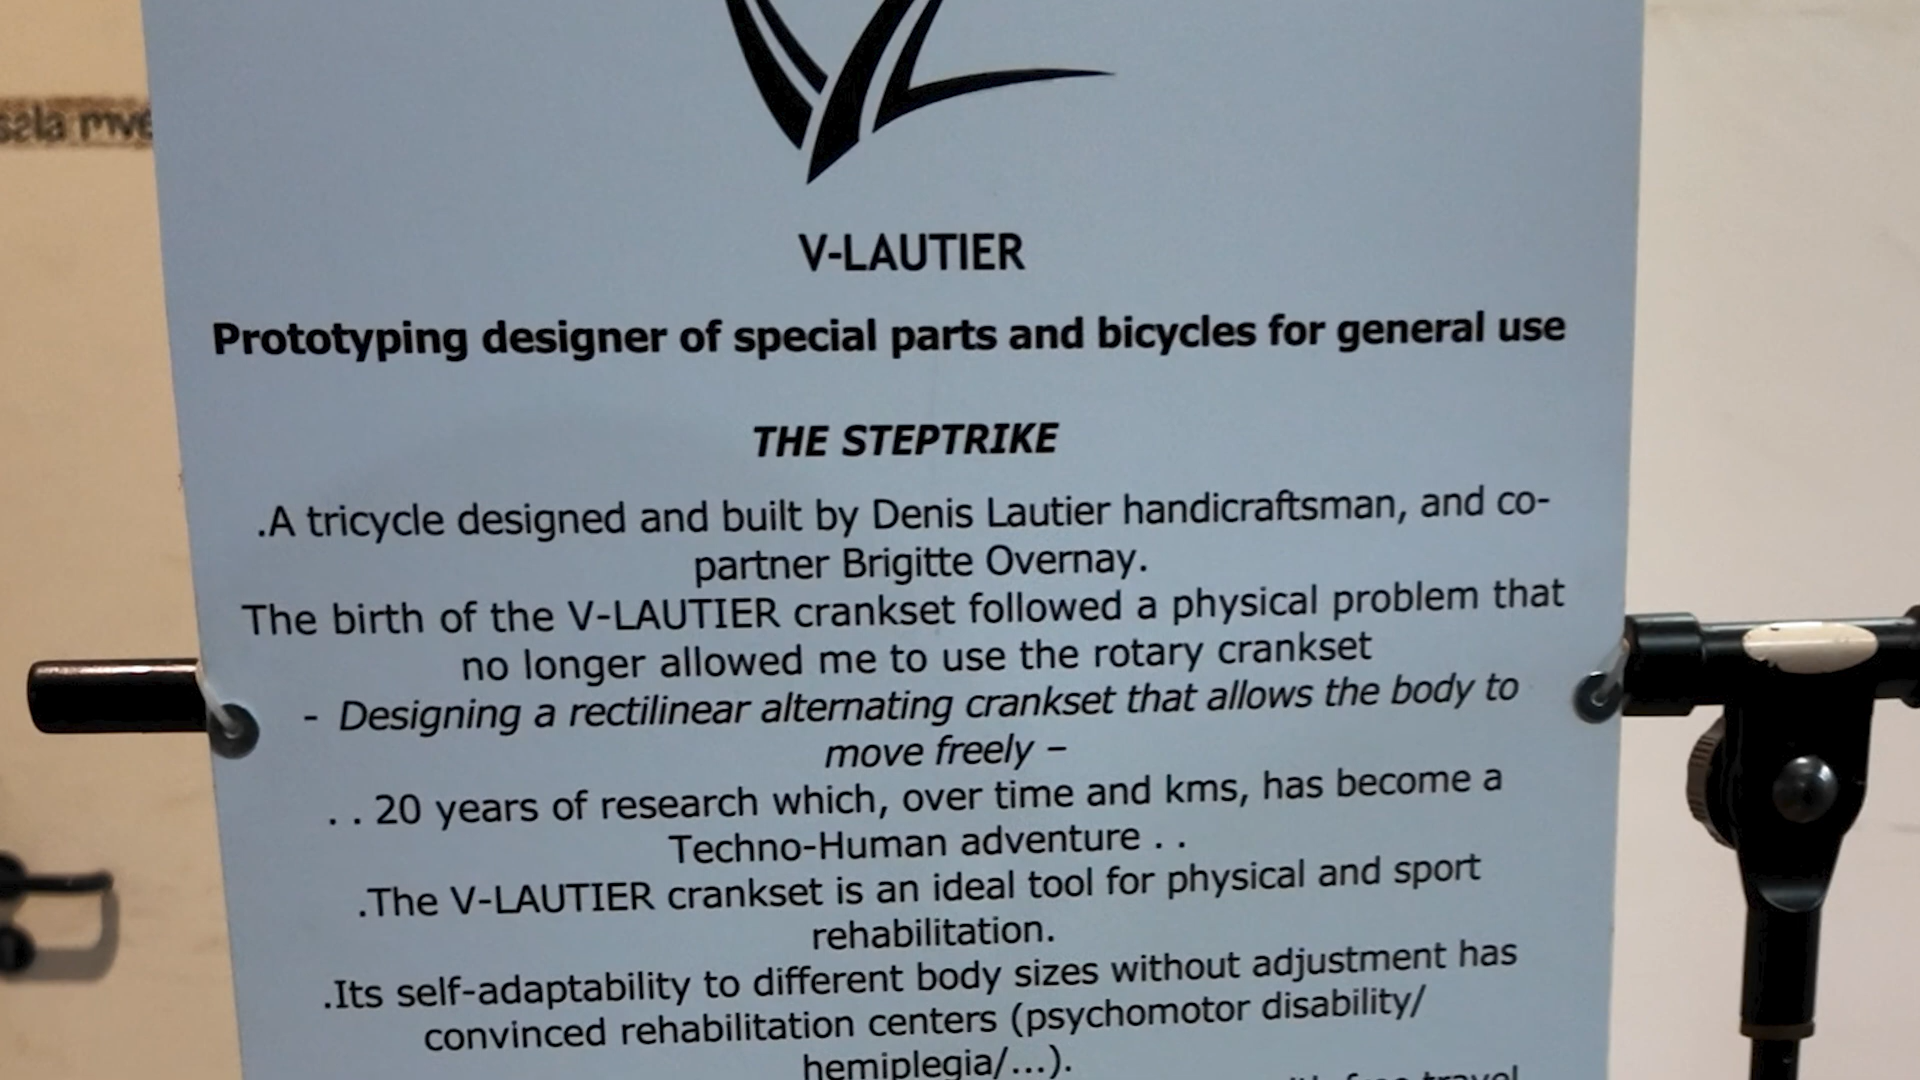 V-LAUTIER
Prototyping designer of special parts and bicycles for general use
THE STEPTRIKE
.A tricycle designed and built by Denis Lautier handicraftsman, and co-
partner Brigitte Overnay.
The birth of the V-LAUTIER crankset followed a physical problem that
no longer allowed me to use the rotary crankset
- Designing a rectilinear alternating crankset that allows the body to
move freely –
. . 20 years of research which, over time and kms, has become a
Techno-Human adventure . .
.The V-LAUTIER crankset is an ideal tool for physical and sport
rehabilitation.
.Its self-adaptability to different body sizes without adjustment has
convinced rehabilitation centers (psychomotor disability/
hemiplegia/...).
travel